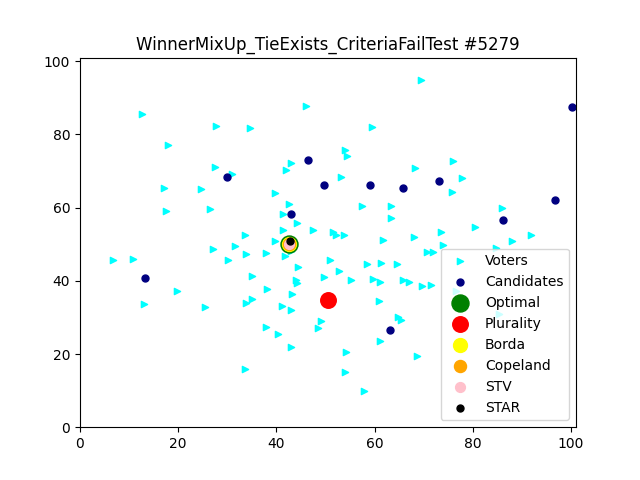 WinnerMixUp_TieExists_CriteriaFailTest #5279
100
80
60
40
20
0
0 20 40 60 80 100
Voters
Candidates
Optimal
Plurality
Borda
Copeland
STV
STAR